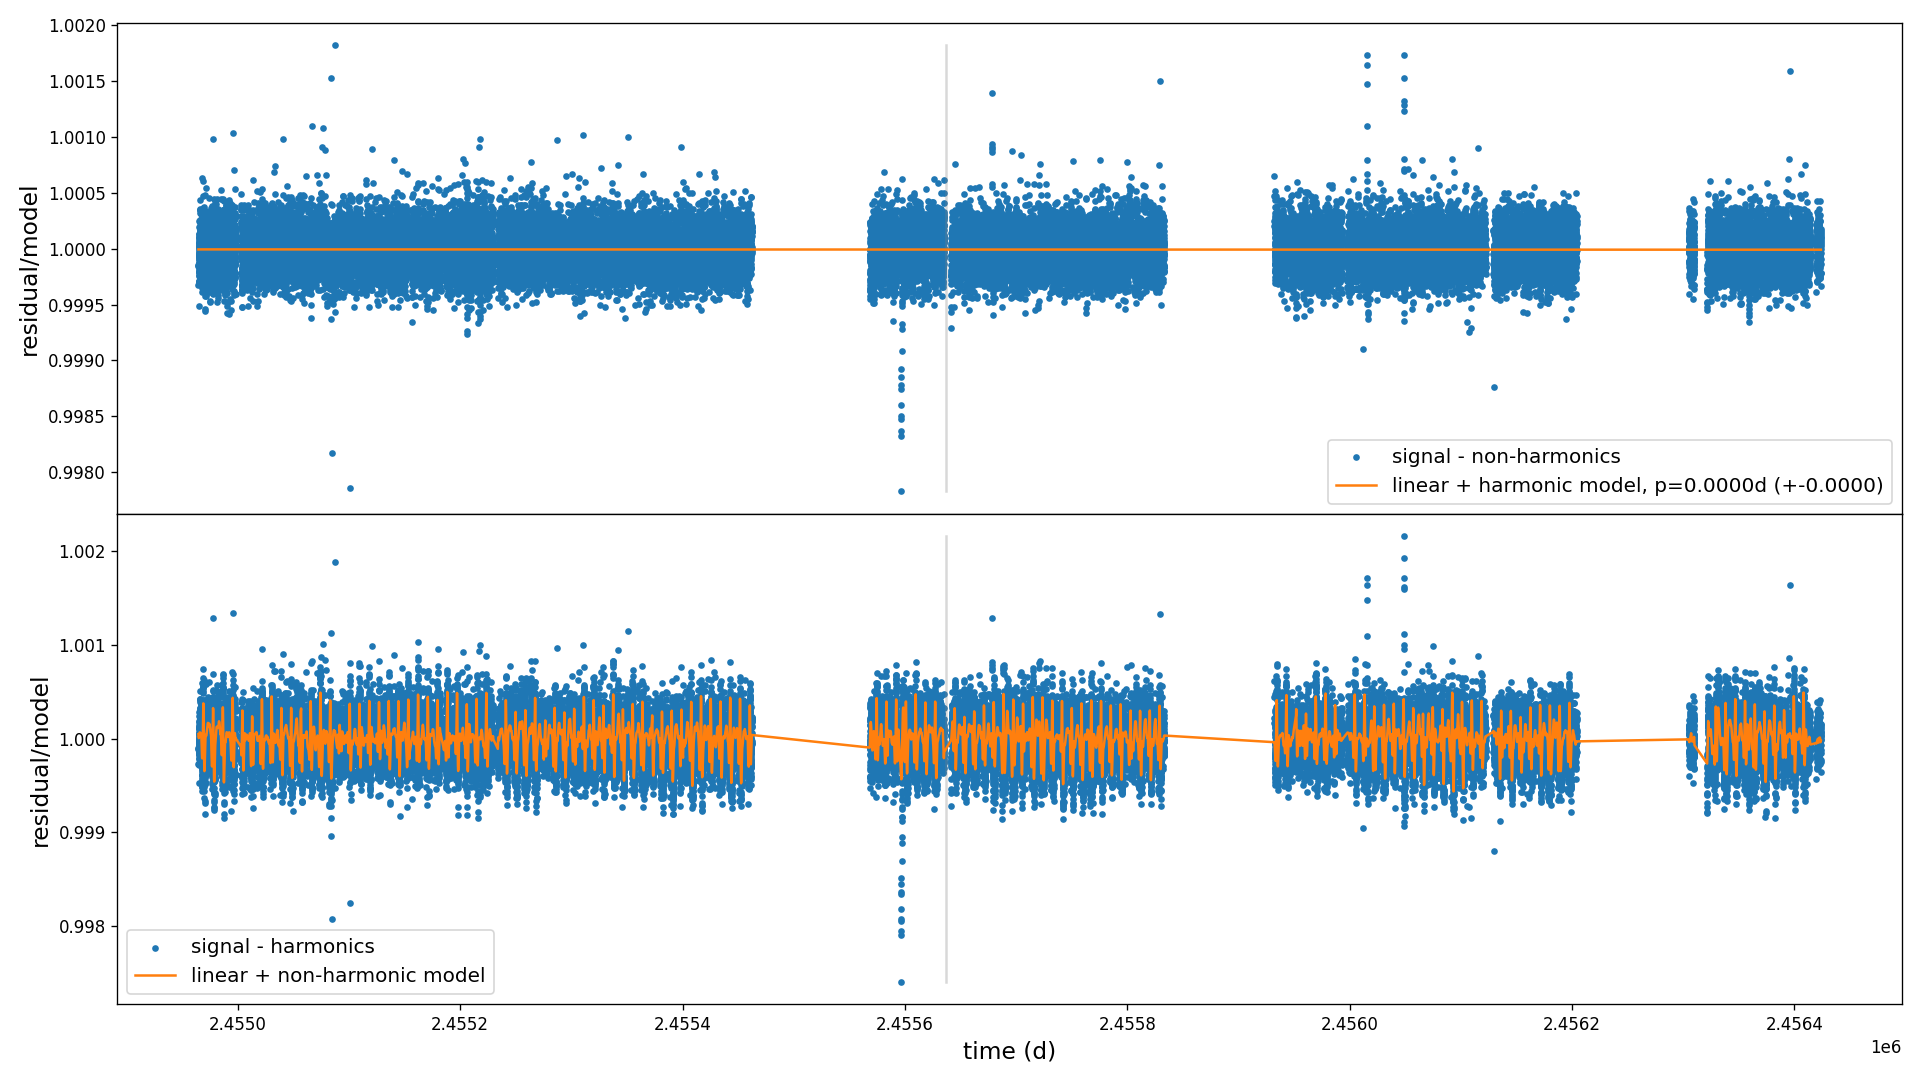 1.0020
1.0015
1.0010
1.0005
1.0000
0.9995
0.9990
0.9985
0.9980
residual/model
signal - non-harmonics
linear + harmonic model, p=0.0000d (+-0.0000)
1.002
1.001
1.000
0.999
0.998
residual/model
signal - harmonics
linear + non-harmonic model
2.4550 2.4552 2.4554 2.4556 2.4558 2.4560 2.4562 2.4564
time (d)
1e6